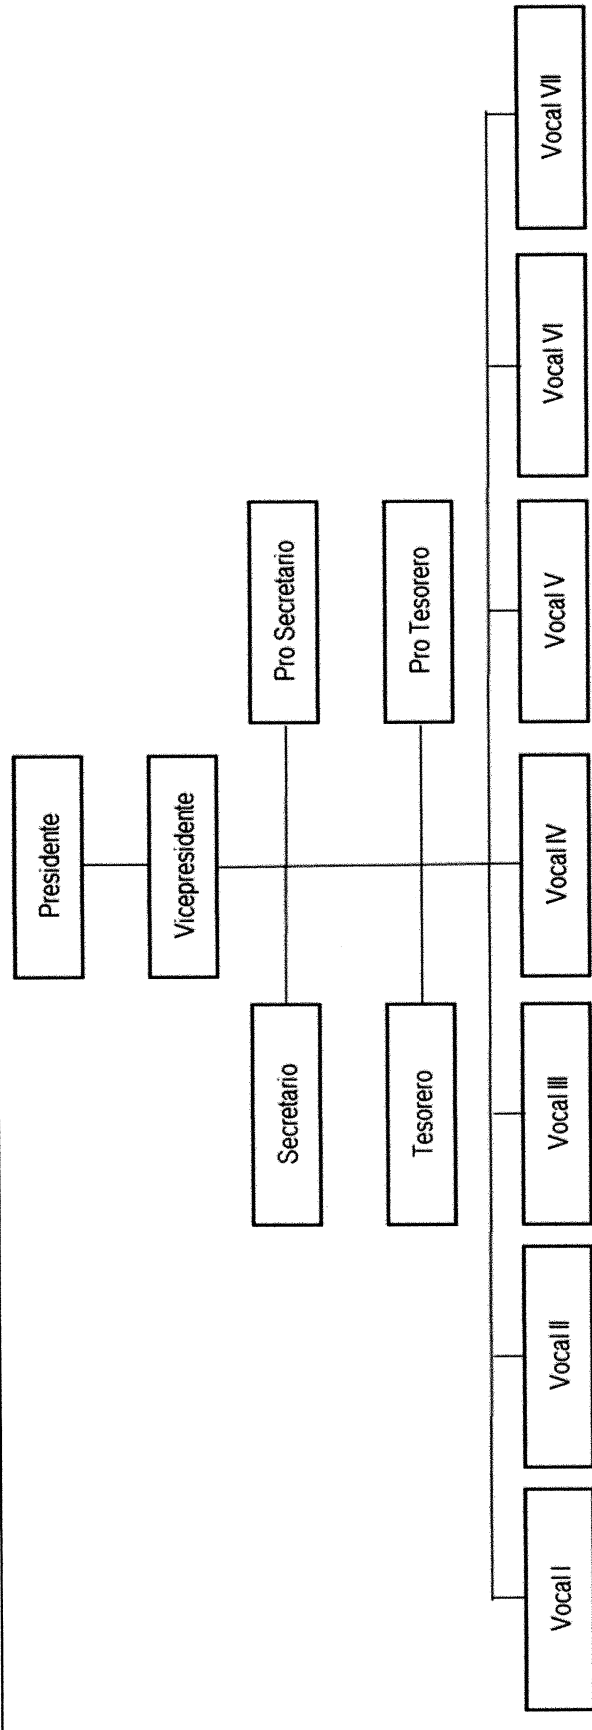 Presidente
Vicepresidente
Secretario
Pro Secretario
Tesorero
Pro Tesorero
Vocal I
Vocal II
Vocal III
Vocal IV
Vocal V
Vocal VI
Vocal VII